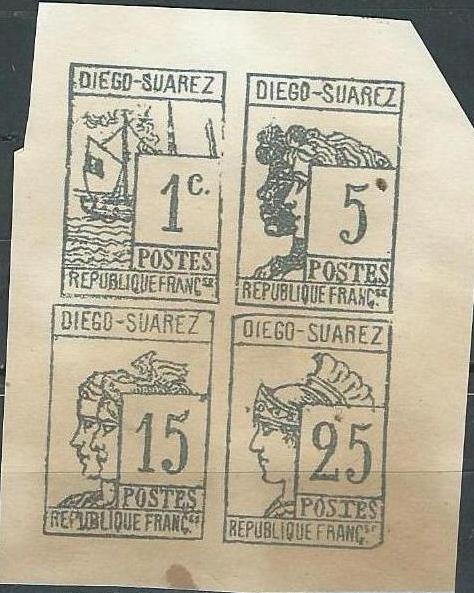 DIEGO-SUAREZ
1c.
POSTES
REPUBLIQUE FRANÇSE
DIEGO-SUAREZ
5
POSTES
REPUBLIQUE FRANÇSE
DIEGO-SUAREZ
15
POSTES
REPUBLIQUE FRANÇSE
DIEGO-SUAREZ
25
POSTES
REPUBLIQUE FRANÇSE